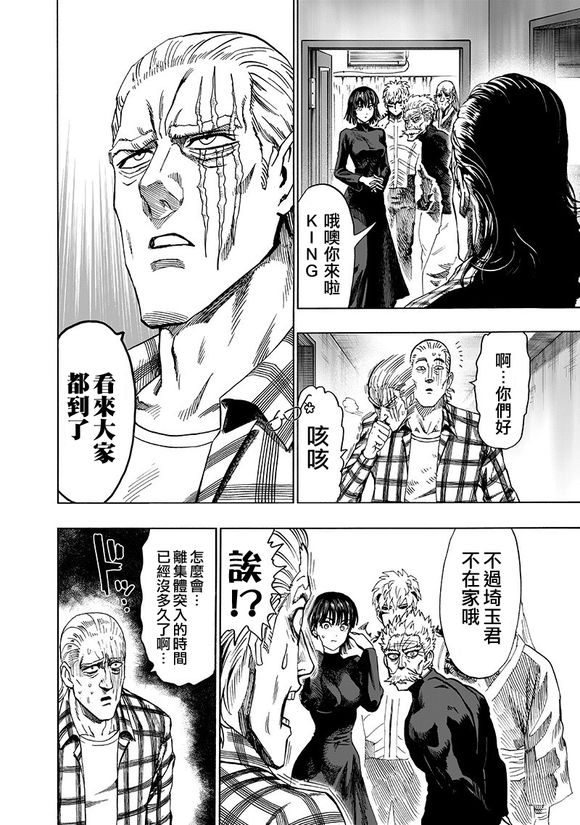 哦噢你來啦
KING
啊…你們好
咳咳
看來大家
都到了
不過埼玉君
不在家哦
誒!?
怎麼會…
離集體突入的時間
已經沒多久了啊…
ドッ